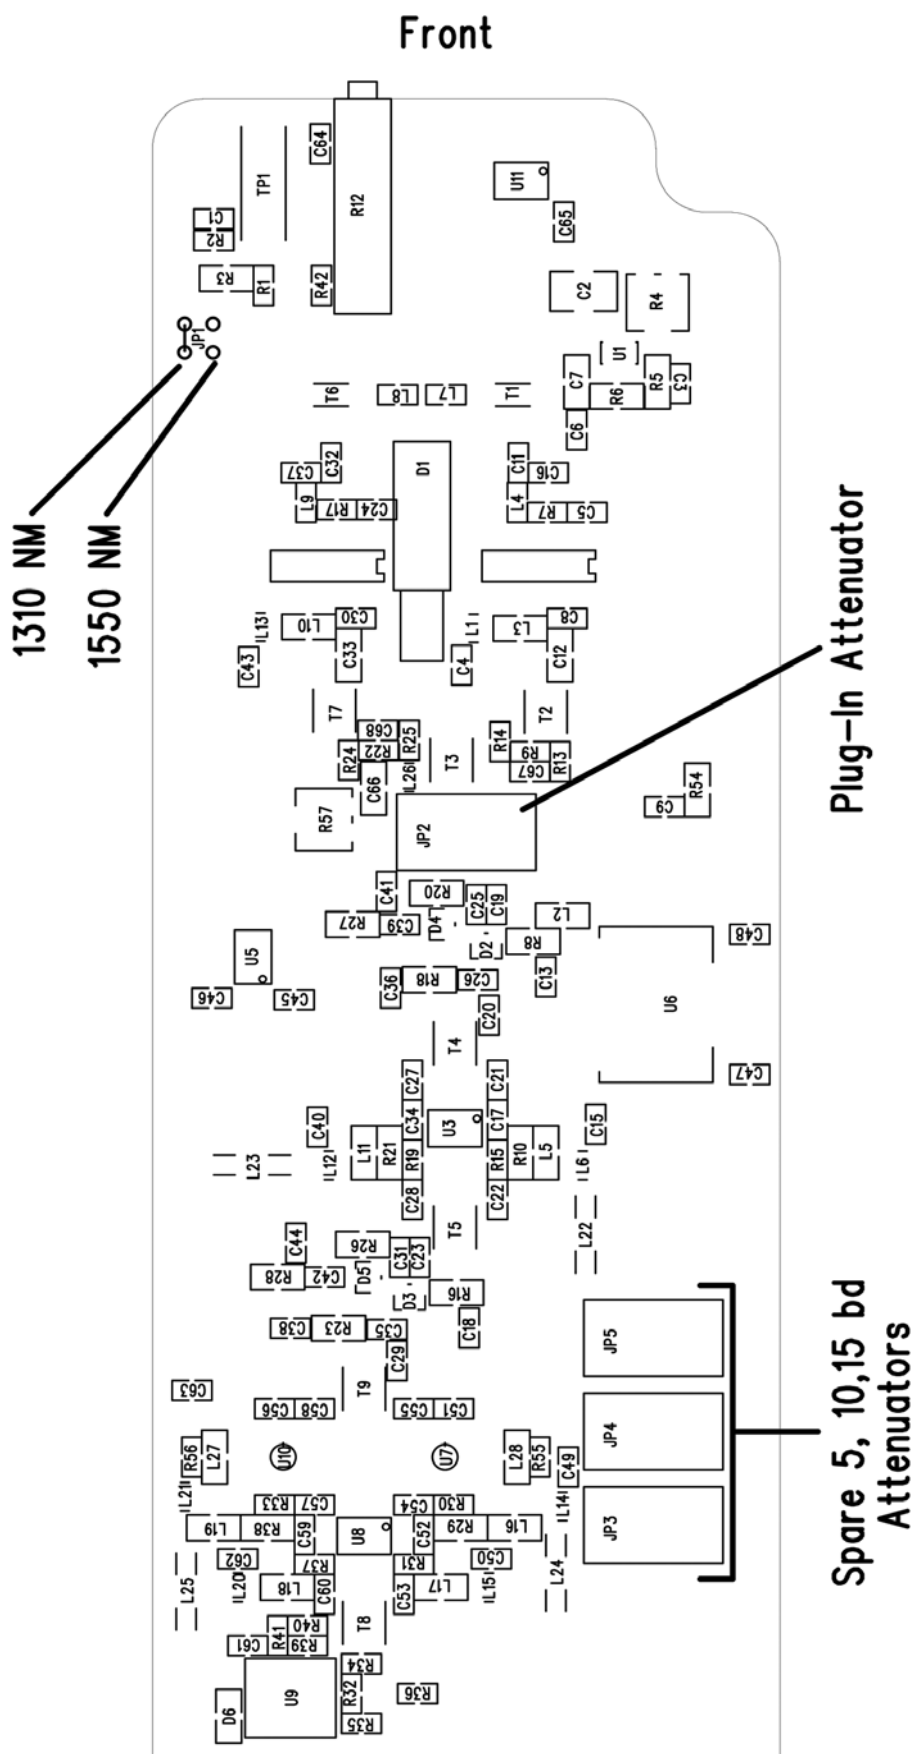 Front
C64
TP1
R12
U11
C1
R2
C65
R3
R1
R42
C2
R4
JP1
U1
C7
R6
R5
C3
T6
L8
L7
T1
C6
1310 NM
1550 NM
C37
C32
D1
C11
C16
L9
R17
C24
L4
R7
C5
L13
L10
C30
C33
L1
L3
C8
C12
C43
C4
Plug-In Attenuator
T7
C68
R25
R14
T2
R24
R22
T3
R9
R13
C66
L26
C67
R57
JP2
C9
R54
C41
R20
C25
C19
R27
C39
D4
L2
D2
R8
C48
U5
C46
C45
C36
R18
C26
C13
C20
U6
T4
C27
C21
C47
C40
C34
U3
C17
C15
L23
L12
L11
R21
R19
R15
R10
L5
L6
C28
C22
C44
R26
C31
C23
T5
L22
R28
C42
D5
D3
R16
C38
R23
C35
C18
JP5
C29
T9
C63
C56
C58
C55
C51
JP4
Spare 5, 10,15 bd
Attenuators
R56
L27
U10
U7
L28
R55
C49
L21
R33
C57
C54
R30
L14
JP3
L19
R38
C59
U8
C52
R29
L16
C62
R37
R31
C50
L25
L20
L18
C60
C53
L17
L15
L24
C61
R41
R40
R39
T8
U9
R34
R32
R35
R36
D6